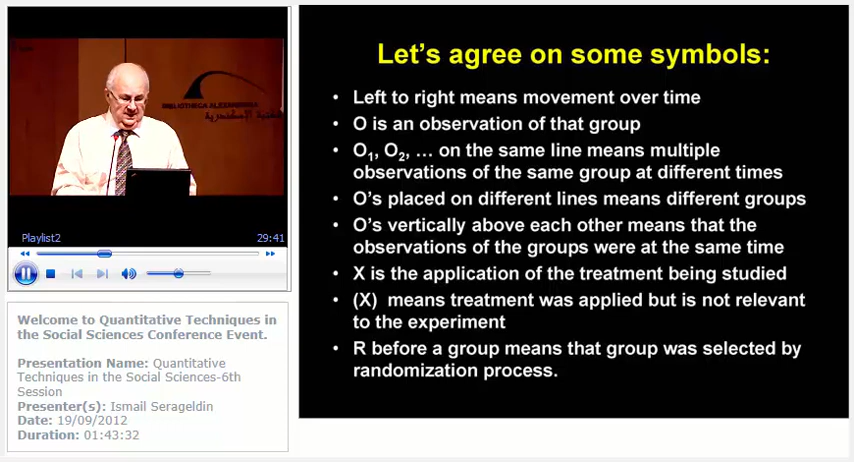 BIBLIOTHECA ALEXANDRINA
مكتبة الإسكندرية
Playlist2
29:41
Welcome to Quantitative Techniques in
the Social Sciences Conference Event.
Presentation Name: Quantitative
Techniques in the Social Sciences-6th
Session
Presenter(s): Ismail Serageldin
Date: 19/09/2012
Duration: 01:43:32
Let's agree on some symbols:
• Left to right means movement over time
• O is an observation of that group
• O₁, O₂, … on the same line means multiple
observations of the same group at different times
• O's placed on different lines means different groups
• O's vertically above each other means that the
observations of the groups were at the same time
• X is the application of the treatment being studied
• (X) means treatment was applied but is not relevant
to the experiment
• R before a group means that group was selected by
randomization process.